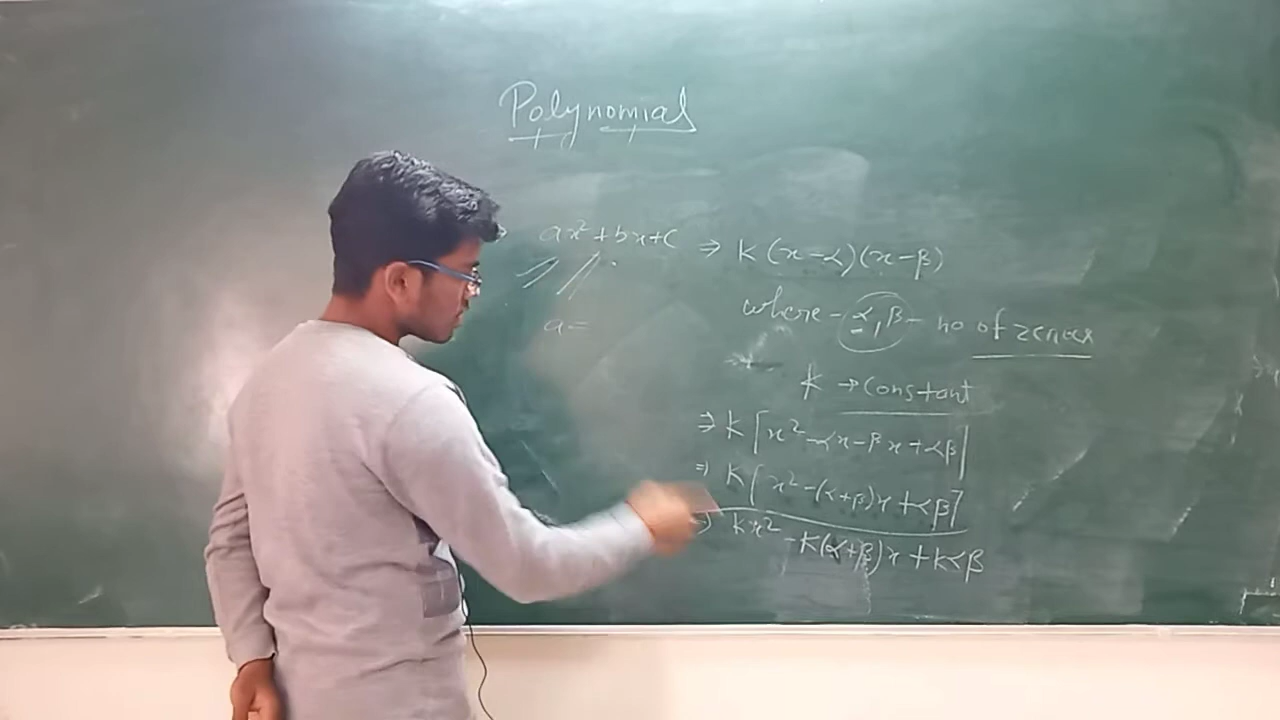 Polynomial
ax² + bx + c ⇒ K(x-α)(x-β)
where - α, β - no of zeroes
a =
K → Constant
⇒ K[x² - αx - βx + αβ]
⇒ K[x² - (α+β)x + αβ]
⇒ Kx² - K(α+β)x + Kαβ